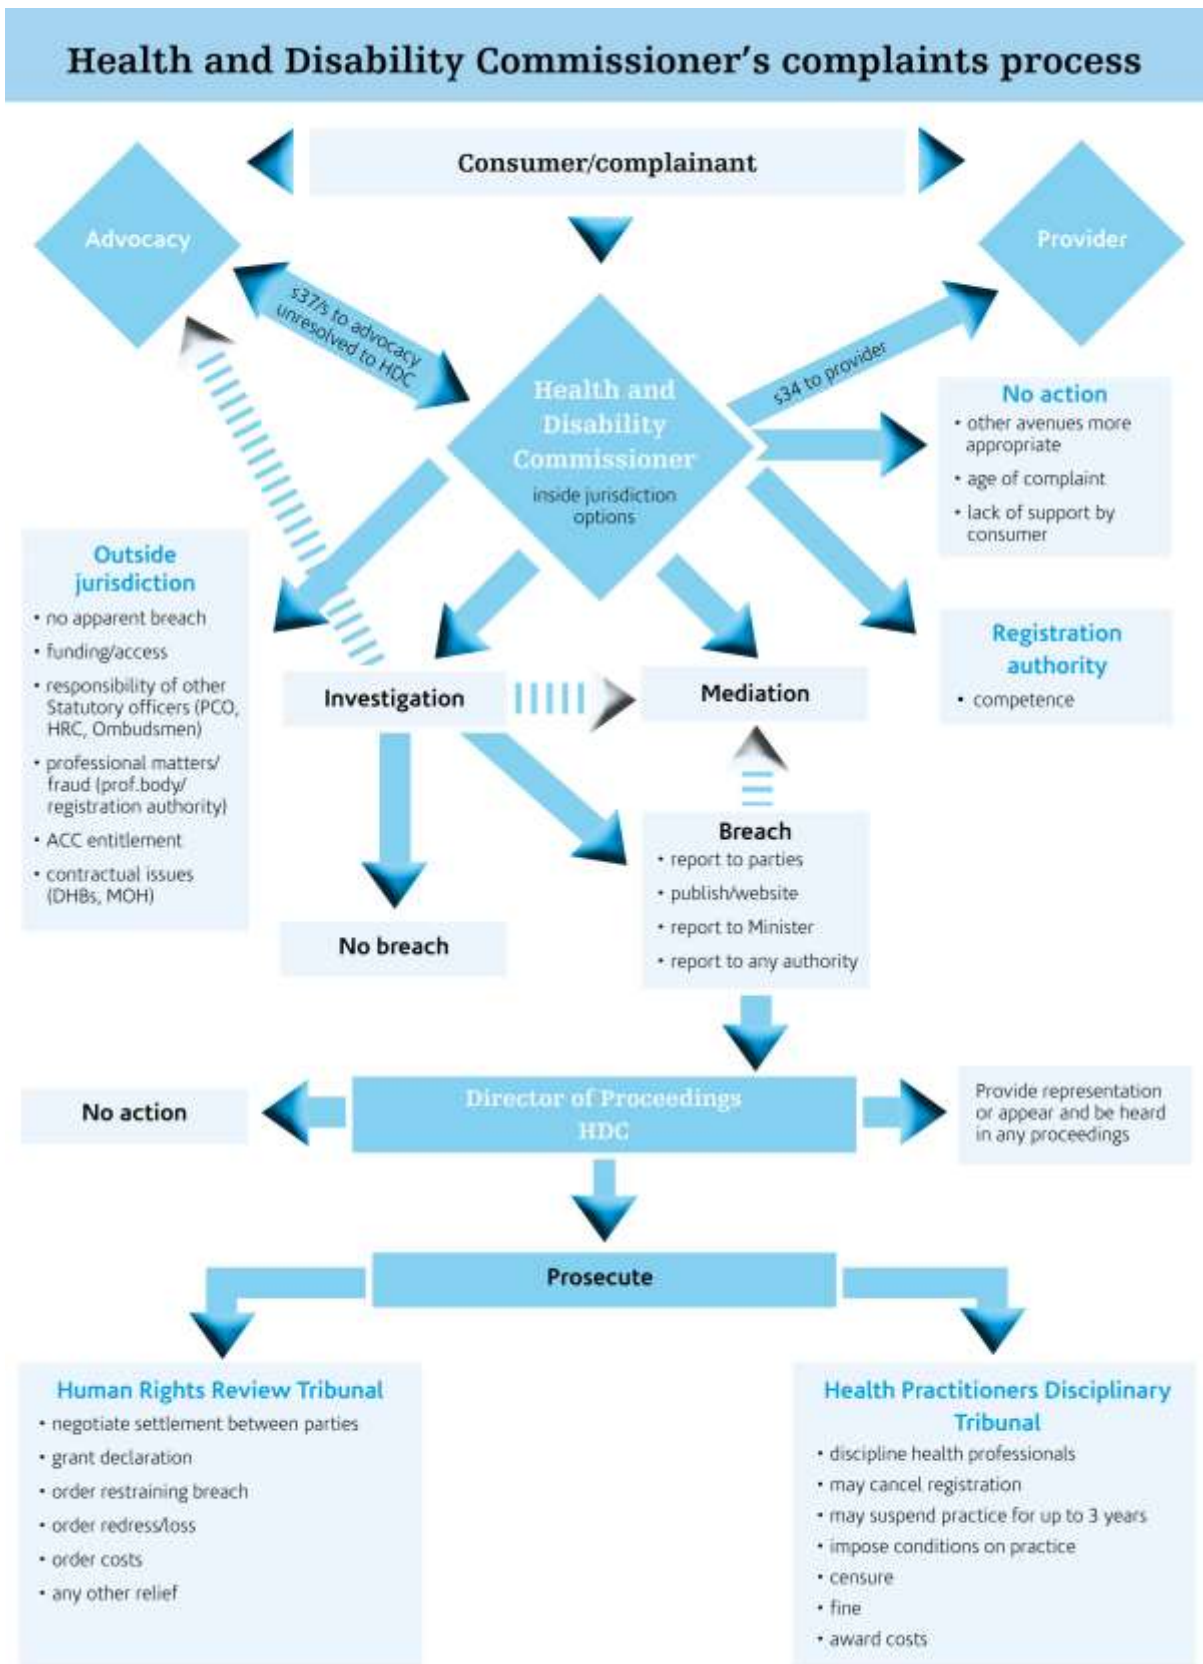 Health and Disability Commissioner's complaints process
Consumer/complainant
Advocacy
Provider
s37/s to advocacy
unresolved to HDC
s34 to provider
Health and
Disability
Commissioner
inside jurisdiction
options
No action
• other avenues more
appropriate
• age of complaint
• lack of support by
consumer
Outside
jurisdiction
• no apparent breach
• funding/access
• responsibility of other
Statutory officers (PCO,
HRC, Ombudsmen)
• professional matters/
fraud (prof.body/
registration authority)
• ACC entitlement
• contractual issues
(DHBs, MOH)
Registration
authority
• competence
Investigation
Mediation
Breach
• report to parties
• publish/website
• report to Minister
• report to any authority
No breach
No action
Director of Proceedings
HDC
Provide representation
or appear and be heard
in any proceedings
Prosecute
Human Rights Review Tribunal
• negotiate settlement between parties
• grant declaration
• order restraining breach
• order redress/loss
• order costs
• any other relief
Health Practitioners Disciplinary
Tribunal
• discipline health professionals
• may cancel registration
• may suspend practice for up to 3 years
• impose conditions on practice
• censure
• fine
• award costs